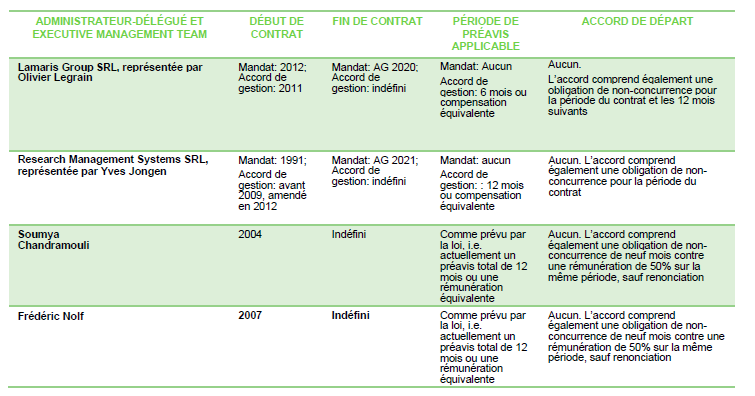 ADMINISTRATEUR-DÉLÉGUÉ ET
EXECUTIVE MANAGEMENT TEAM
DÉBUT DE
CONTRAT
FIN DE CONTRAT
PÉRIODE DE
PRÉAVIS
APPLICABLE
ACCORD DE DÉPART
Lamaris Group SRL, représentée par
Olivier Legrain
Mandat: 2012;
Accord de
gestion: 2011
Mandat: AG 2020;
Accord de
gestion: indéfini
Mandat: Aucun
Accord de
gestion: 6 mois ou
compensation
équivalente
Aucun.
L’accord comprend également une
obligation de non-concurrence pour
la période du contrat et les 12 mois
suivants
Research Management Systems SRL,
représentée par Yves Jongen
Mandat: 1991;
Accord de
gestion: avant
2009, amendé
en 2012
Mandat: AG 2021;
Accord de
gestion: indéfini
Mandat: aucun
Accord de
gestion: : 12 mois
ou compensation
équivalente
Aucun. L’accord comprend
également une obligation de non-
concurrence pour la période du
contrat
Soumya
Chandramouli
2004
Indéfini
Comme prévu par
la loi, i.e.
actuellement un
préavis total de 12
mois ou une
rémunération
équivalente
Aucun. L’accord comprend
également une obligation de non-
concurrence de neuf mois contre
une rémunération de 50% sur la
même période, sauf renonciation
Frédéric Nolf
2007
Indéfini
Comme prévu par
la loi, i.e.
actuellement un
préavis total de 12
mois ou une
rémunération
équivalente
Aucun. L’accord comprend
également une obligation de non-
concurrence de neuf mois contre une
rémunération de 50% sur la même
période, sauf renonciation